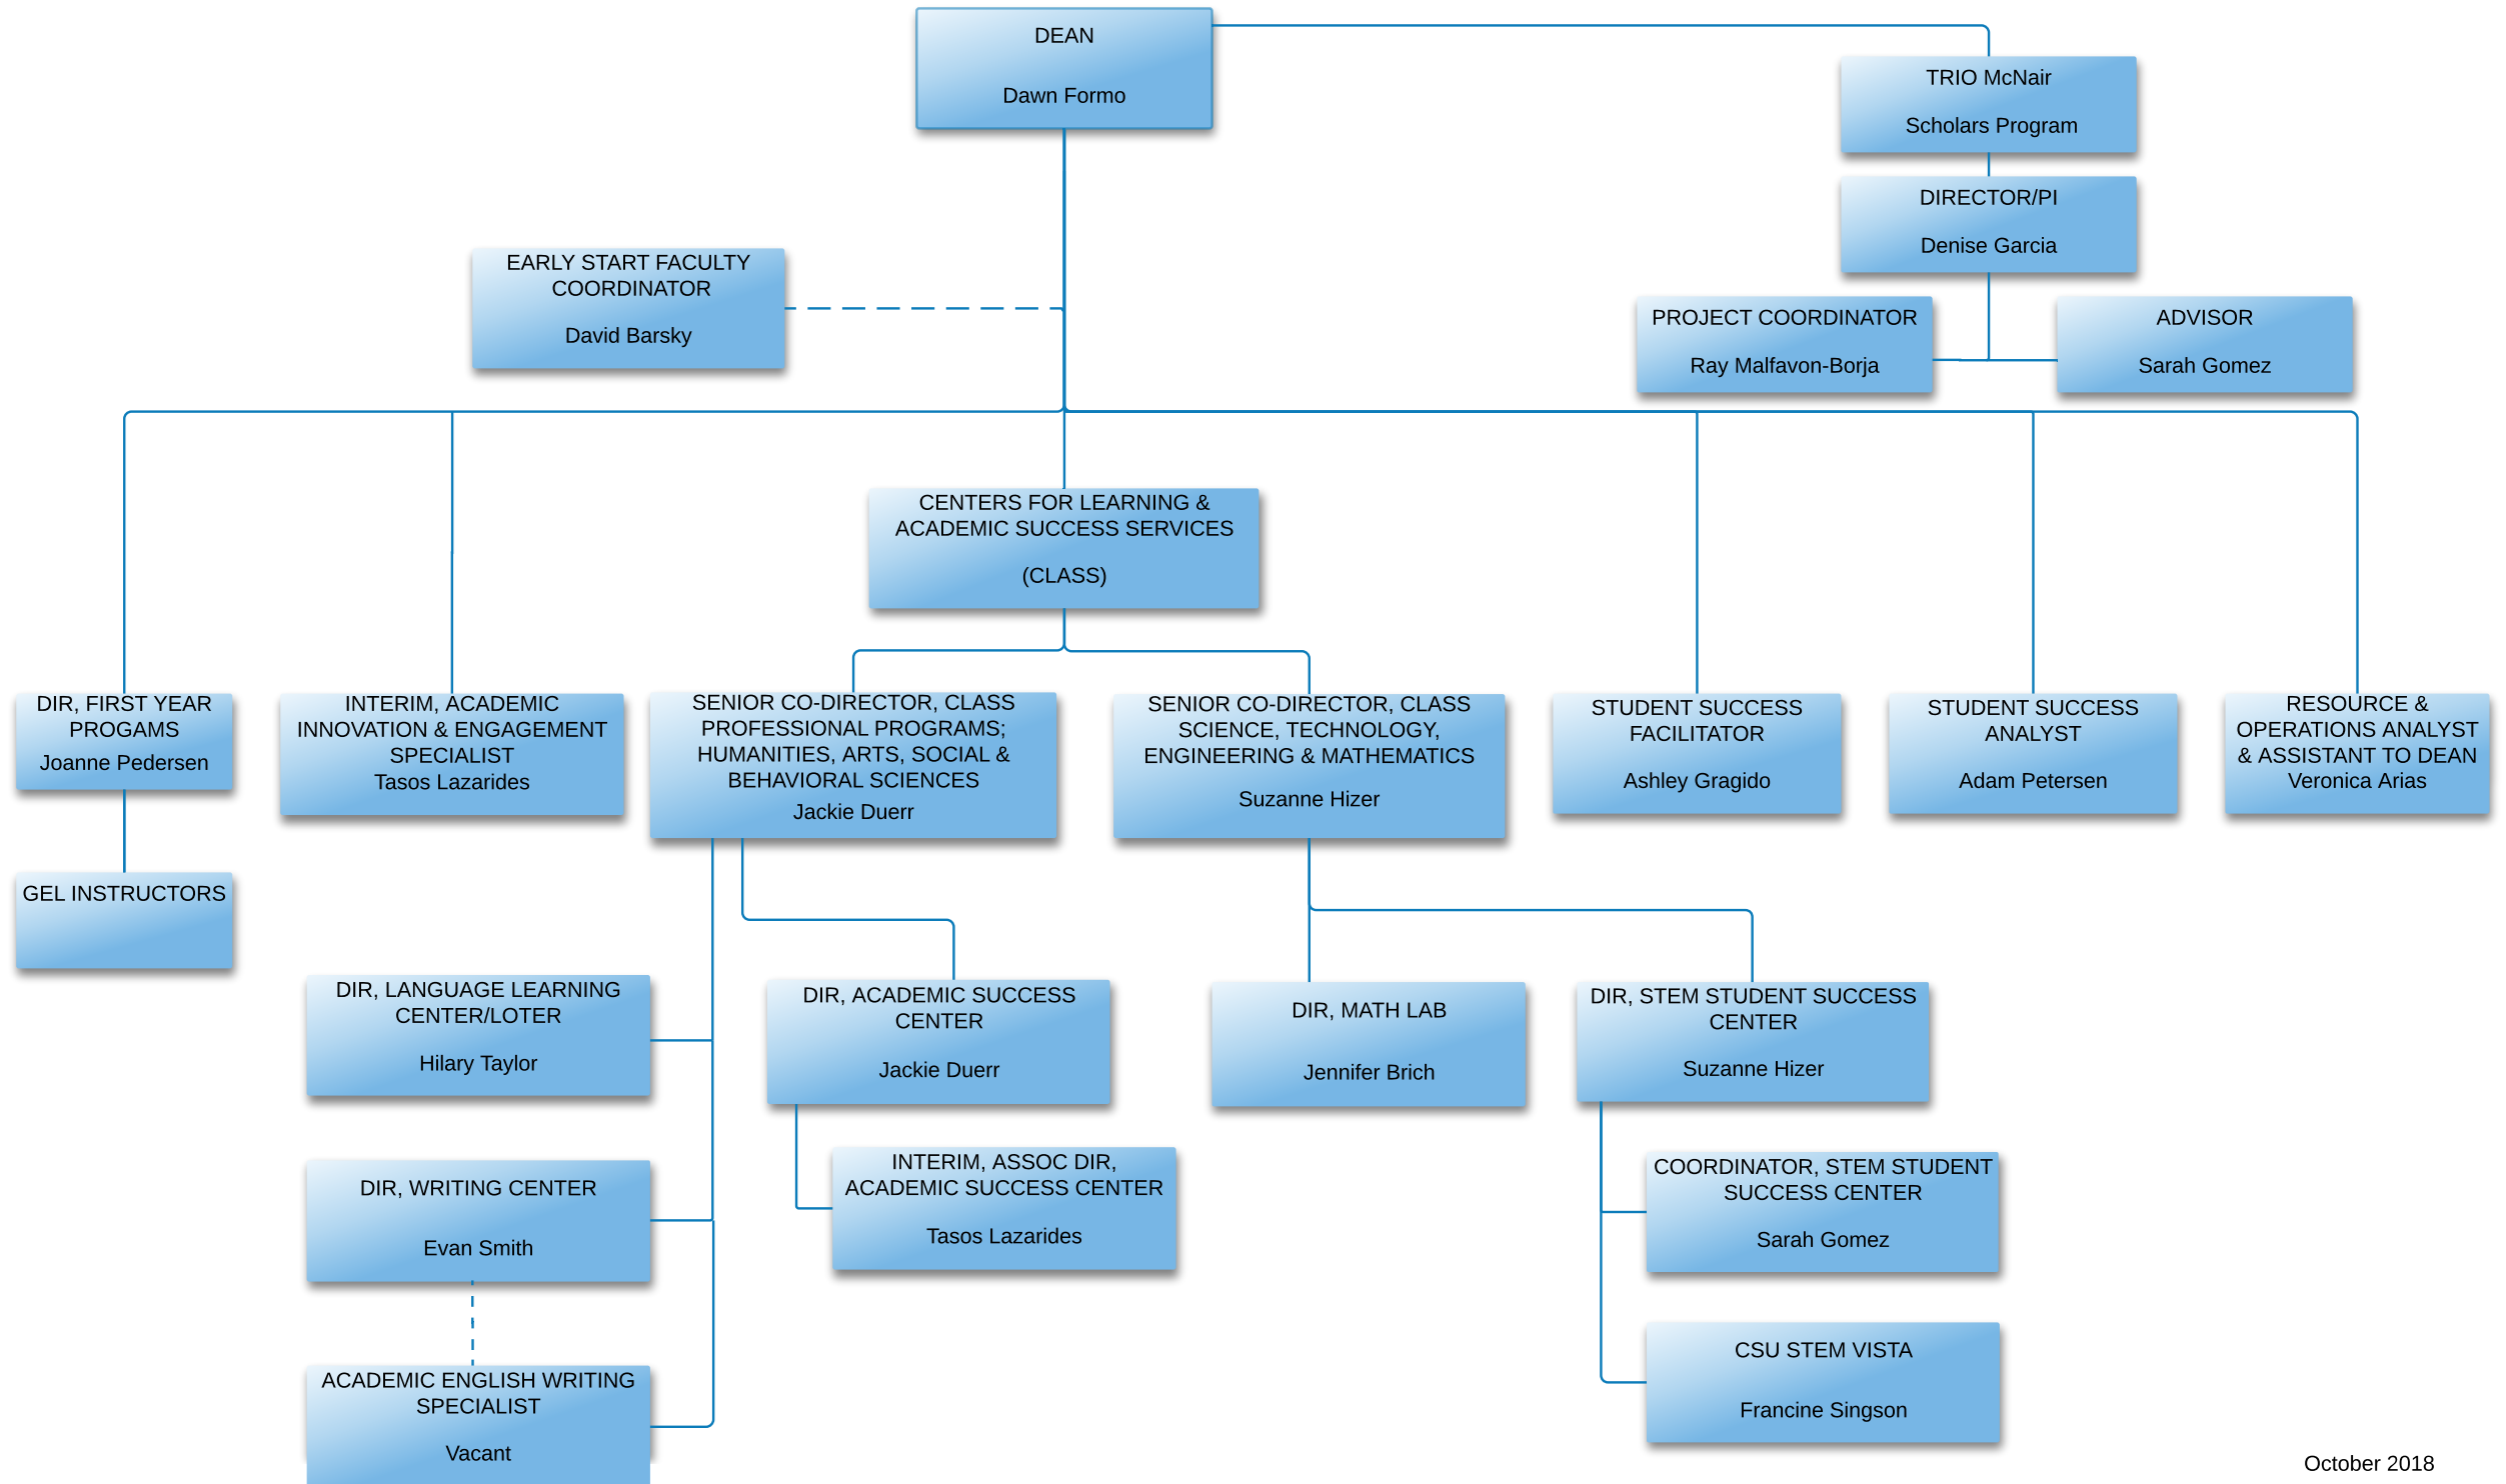 DEAN
Dawn Formo
TRIO McNair
Scholars Program
DIRECTOR/PI
Denise Garcia
EARLY START FACULTY
COORDINATOR
David Barsky
PROJECT COORDINATOR
Ray Malfavon-Borja
ADVISOR
Sarah Gomez
CENTERS FOR LEARNING &
ACADEMIC SUCCESS SERVICES
(CLASS)
DIR, FIRST YEAR
PROGAMS
Joanne Pedersen
INTERIM, ACADEMIC
INNOVATION & ENGAGEMENT
SPECIALIST
Tasos Lazarides
SENIOR CO-DIRECTOR, CLASS
PROFESSIONAL PROGRAMS;
HUMANITIES, ARTS, SOCIAL &
BEHAVIORAL SCIENCES
Jackie Duerr
SENIOR CO-DIRECTOR, CLASS
SCIENCE, TECHNOLOGY,
ENGINEERING & MATHEMATICS
Suzanne Hizer
STUDENT SUCCESS
FACILITATOR
Ashley Gragido
STUDENT SUCCESS
ANALYST
Adam Petersen
RESOURCE &
OPERATIONS ANALYST
& ASSISTANT TO DEAN
Veronica Arias
GEL INSTRUCTORS
DIR, LANGUAGE LEARNING
CENTER/LOTER
Hilary Taylor
DIR, ACADEMIC SUCCESS
CENTER
Jackie Duerr
DIR, MATH LAB
Jennifer Brich
DIR, STEM STUDENT SUCCESS
CENTER
Suzanne Hizer
DIR, WRITING CENTER
Evan Smith
INTERIM, ASSOC DIR,
ACADEMIC SUCCESS CENTER
Tasos Lazarides
COORDINATOR, STEM STUDENT
SUCCESS CENTER
Sarah Gomez
ACADEMIC ENGLISH WRITING
SPECIALIST
Vacant
CSU STEM VISTA
Francine Singson
October 2018